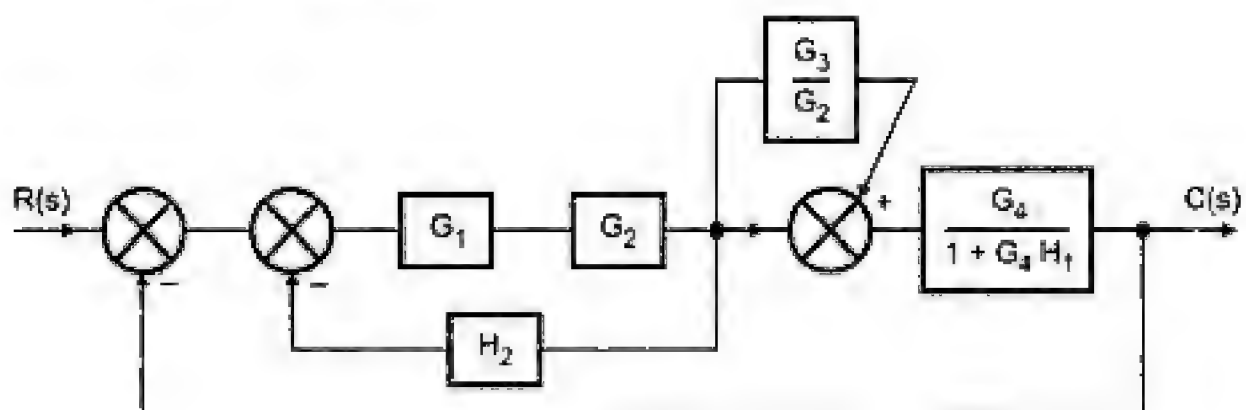 G₃
G₂
R(s)
G₁
G₂
+
G₄
1 + G₄ H₁
C(s)
−
−
H₂